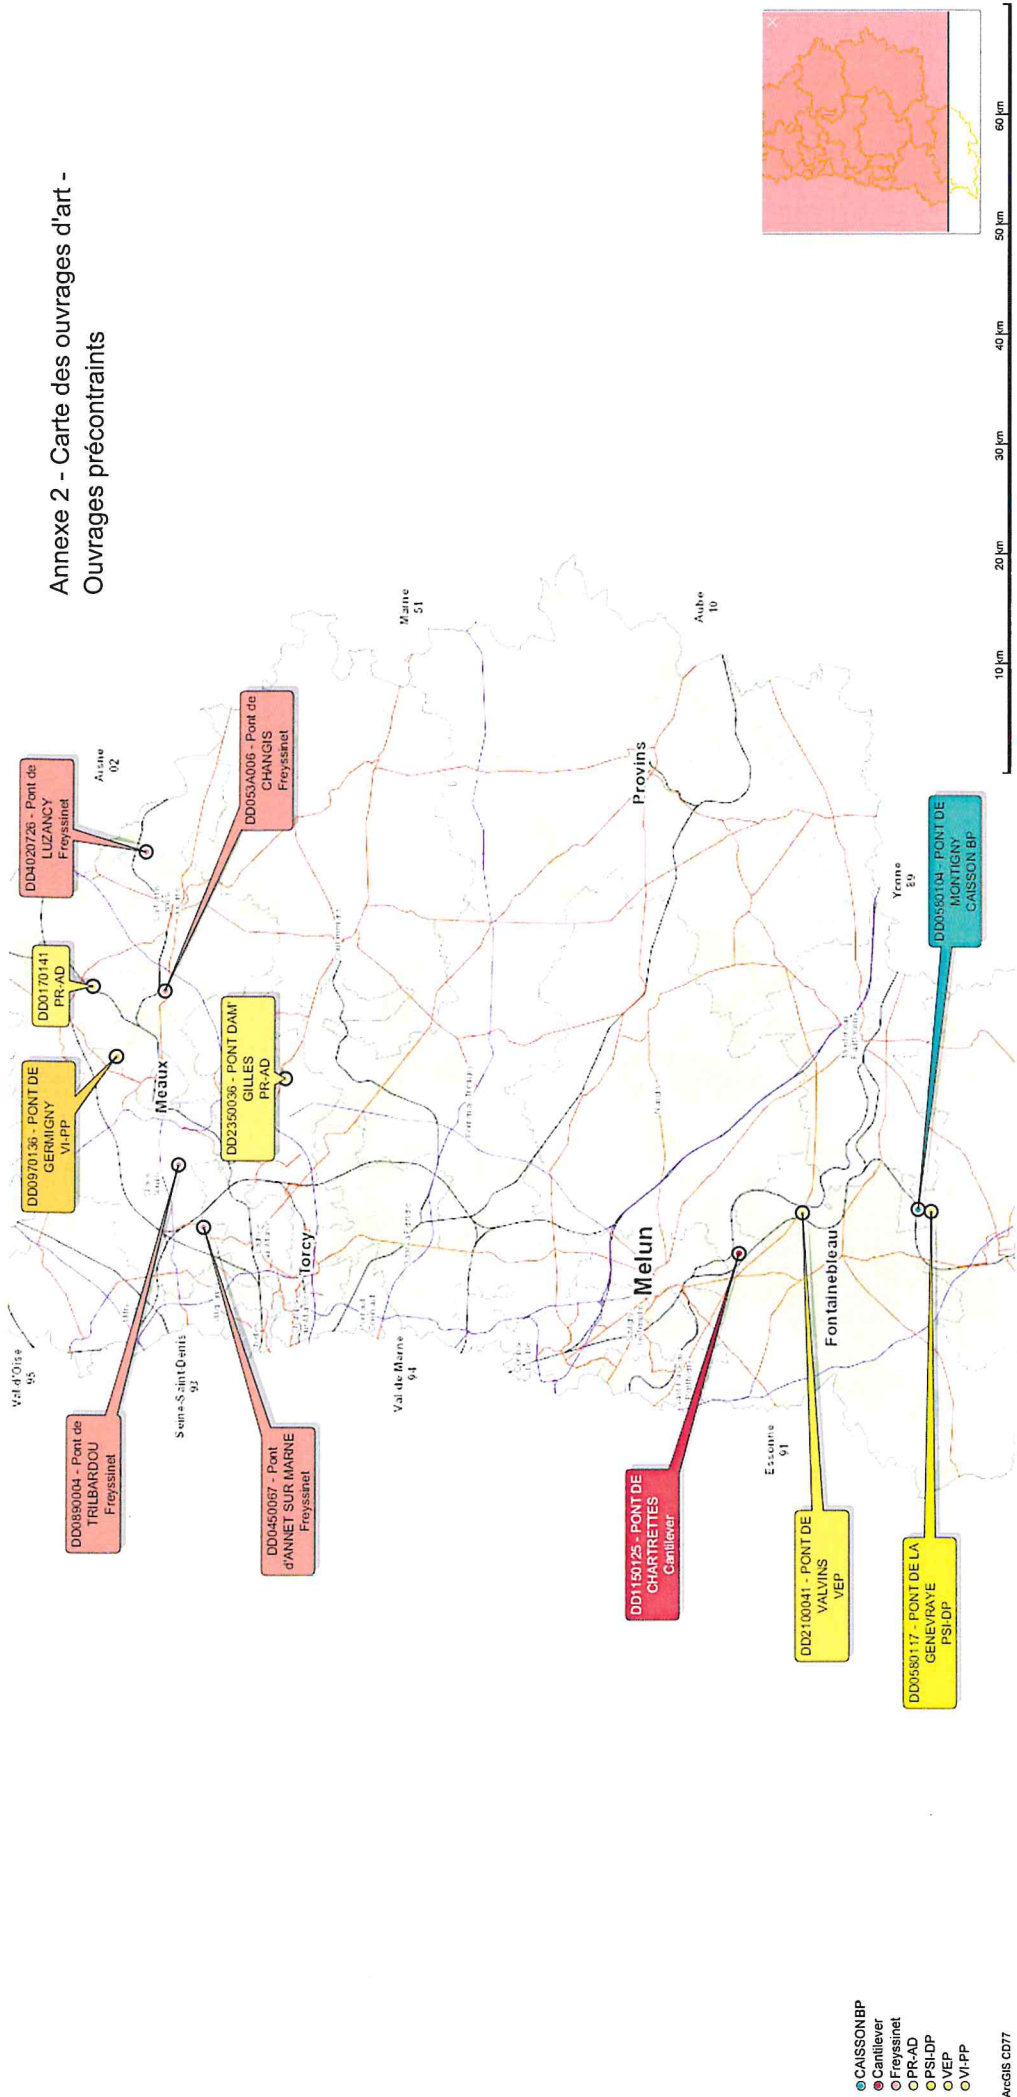 Annexe 2 - Carte des ouvrages d'art -
Ouvrages précontraints
Val d'Oise
95
DD0890004 - Pont de
TRILBARDOU
Freyssinet
Seine-Saint-Denis
93
DD0450067 - Pont
d'ANNET SUR MARNE
Freyssinet
DD0970136 - PONT DE
GERMIGNY
VI-PP
DD0170141
PR-AD
DD4020726 - Pont de
LUZANCY
Freyssinet
Aisne
02
DD053A006 - Pont de
CHANGIS
Freyssinet
Meaux
DD2350036 - PONT DAM'
GILLES
PR-AD
Torcy
Val de Marne
94
Marne
51
Melun
Provins
Aube
10
DD1150125 - PONT DE
CHARTRETTES
Cantilever
Essonne
91
DD2100041 - PONT DE
VALVINS
VEP
Fontainebleau
Yonne
89
DD0580117 - PONT DE LA
GENEVRAYE
PSI-DP
DD0580104 - PONT DE
MONTIGNY
CAISSON BP
CAISSON BP
Cantilever
Freyssinet
PR-AD
PSI-DP
VEP
VI-PP
ArcGIS CD77
10 km
20 km
30 km
40 km
50 km
60 km